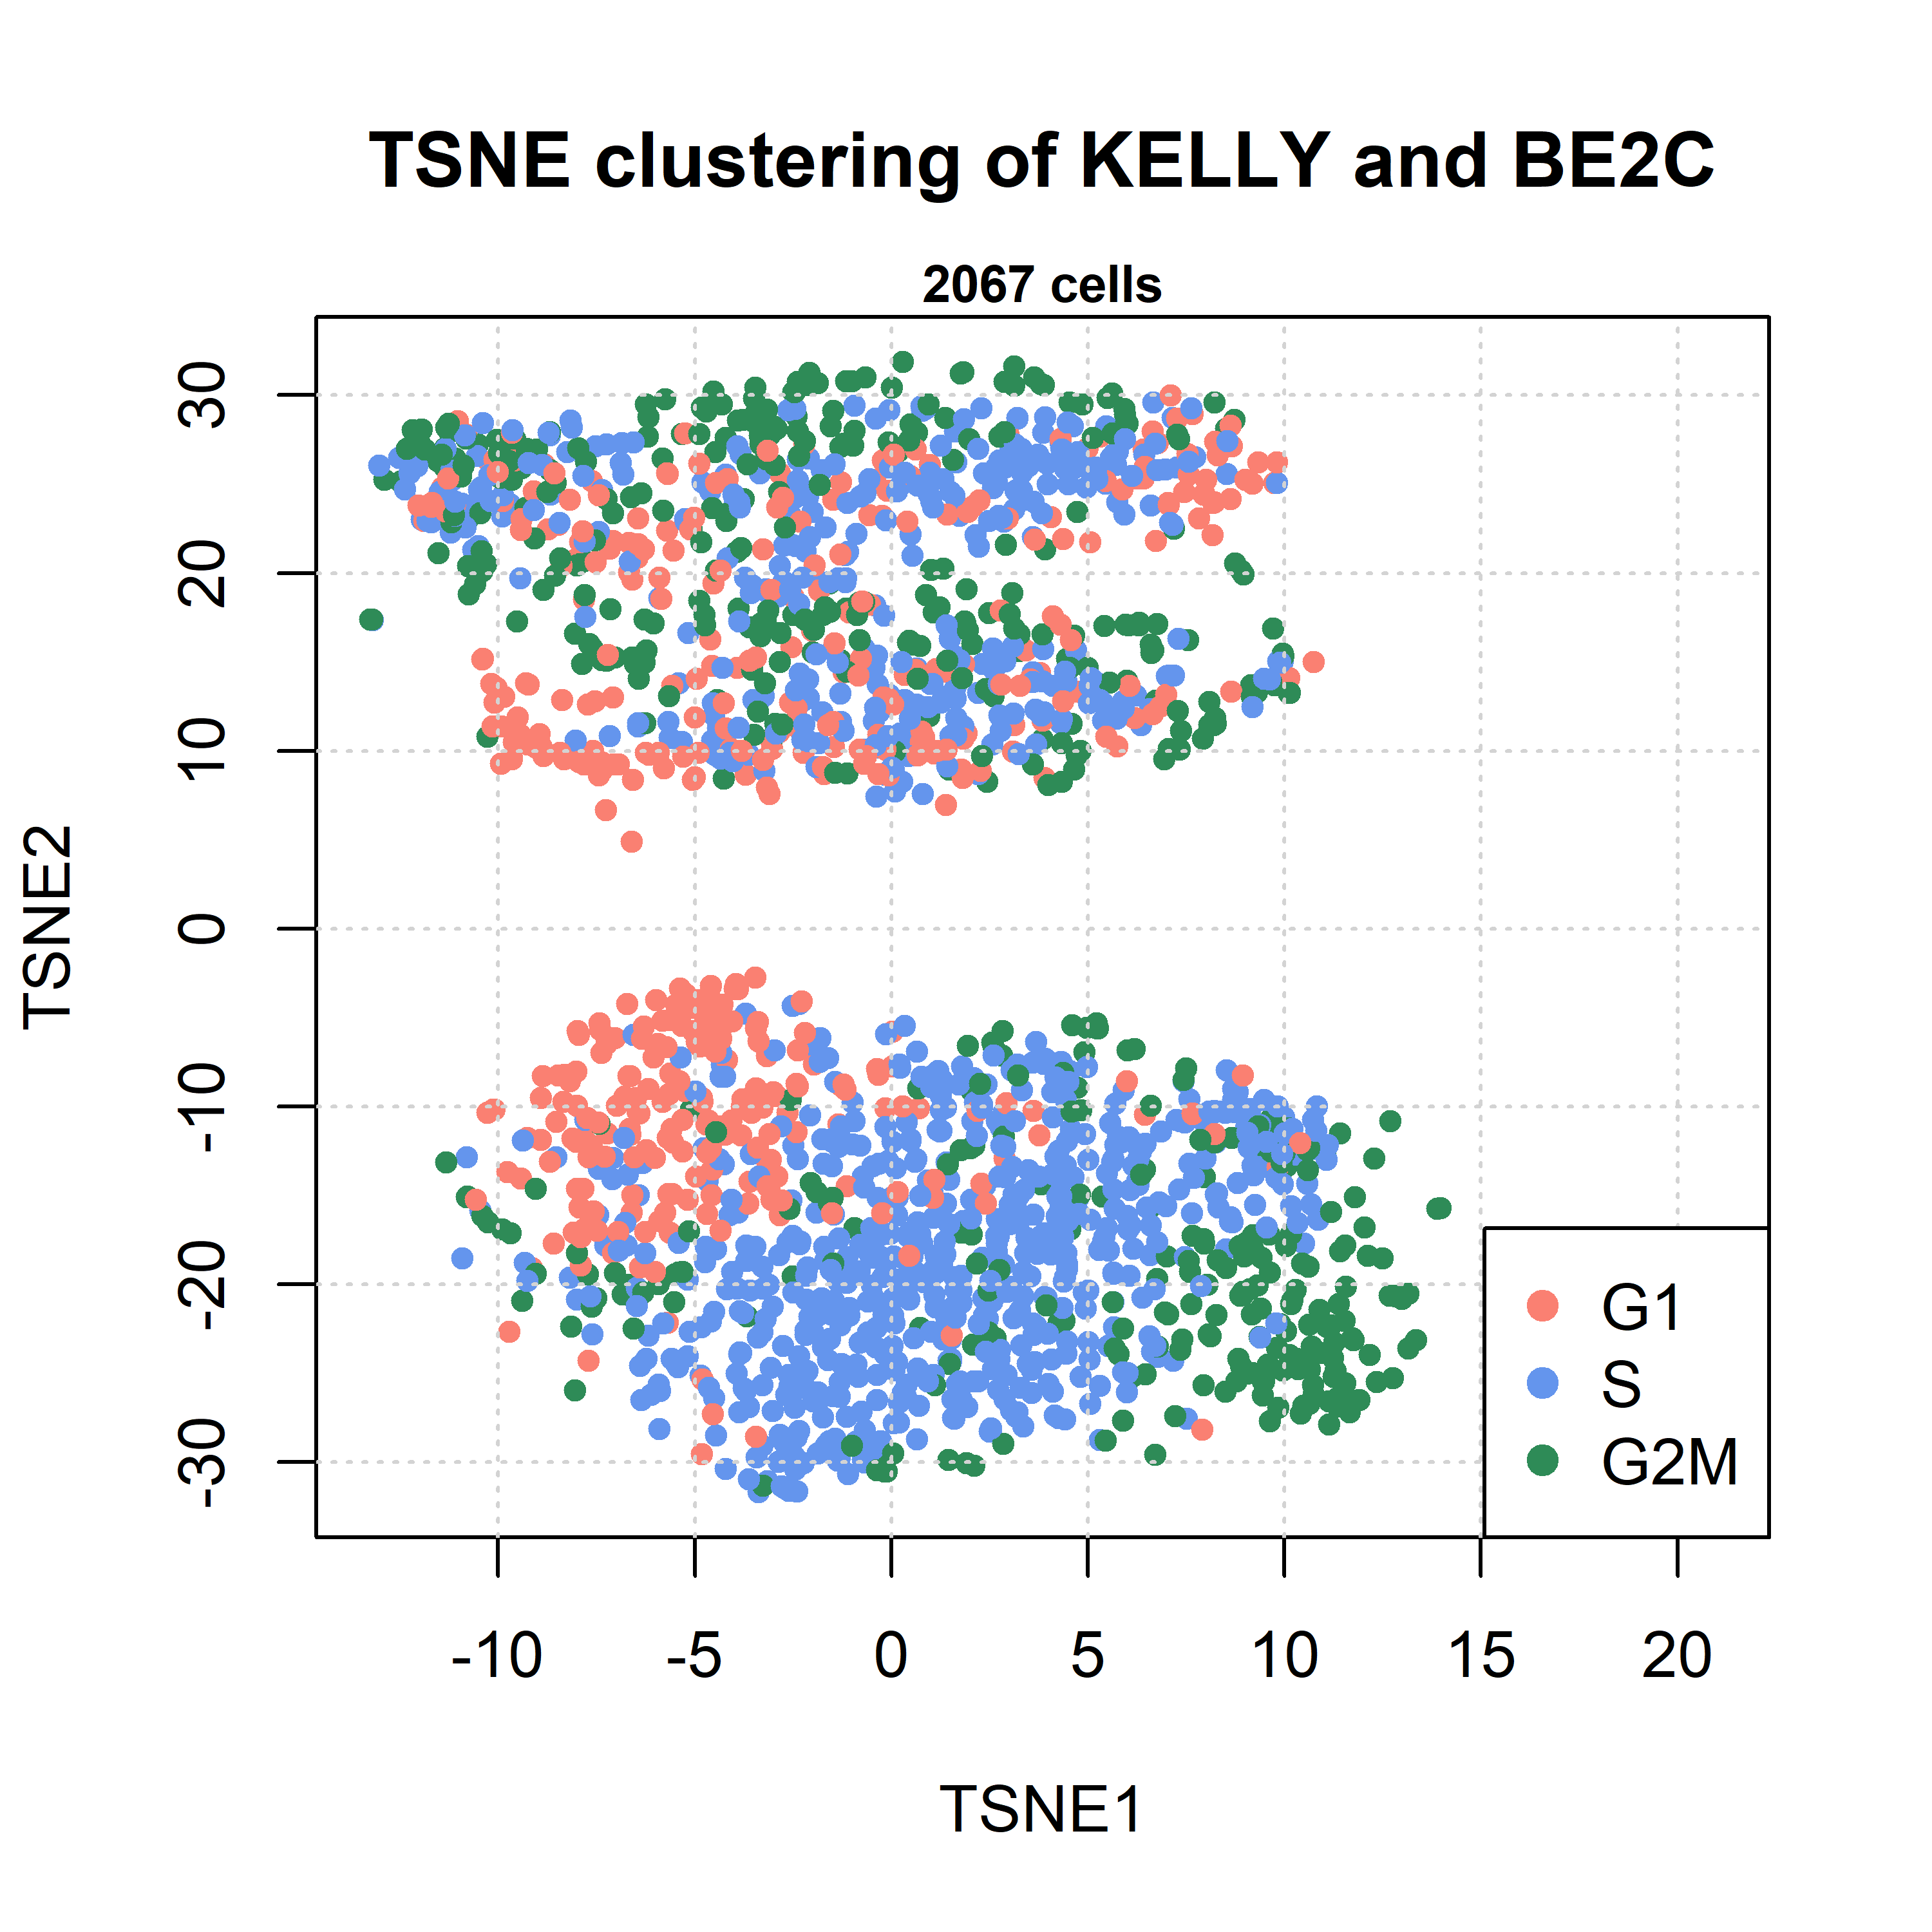 TSNE clustering of KELLY and BE2C
2067 cells
30
20
10
0
-10
-20
-30
TSNE2
G1
S
G2M
-10 -5 0 5 10 15 20
TSNE1